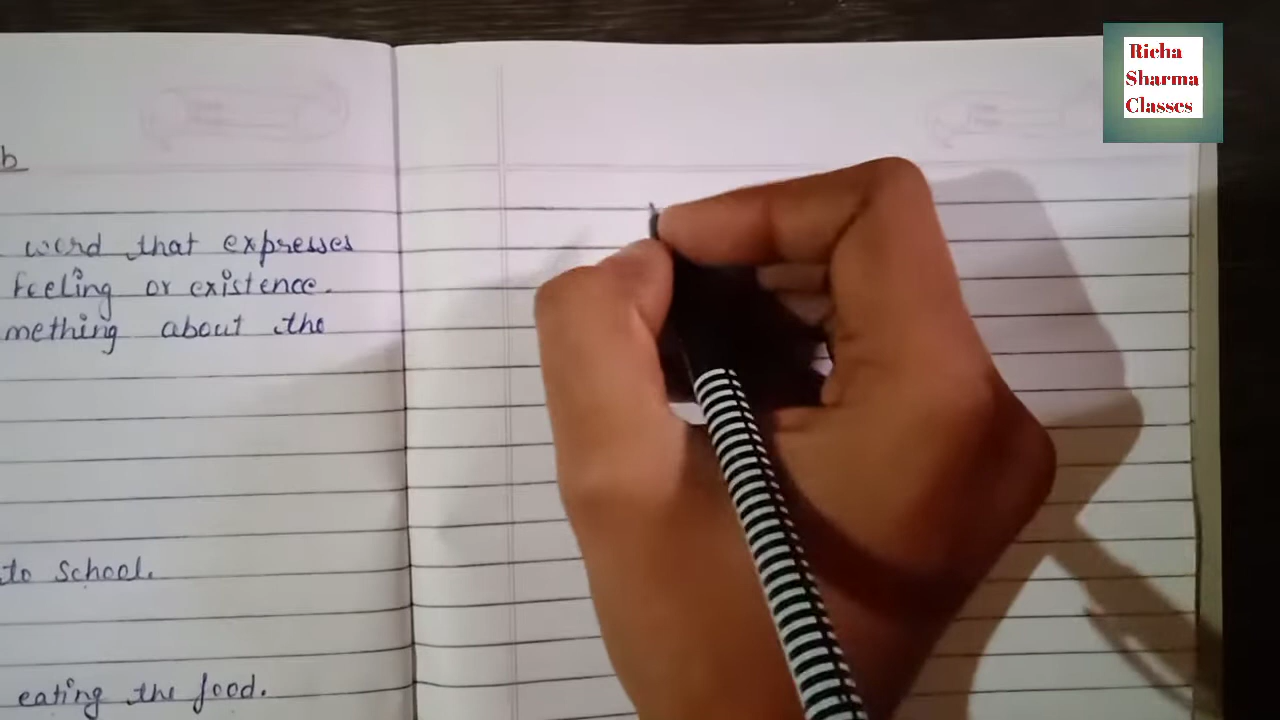 b
word that expresses
feeling or existence.
mething about the
to school.
eating the food.
Richa
Sharma
Classes